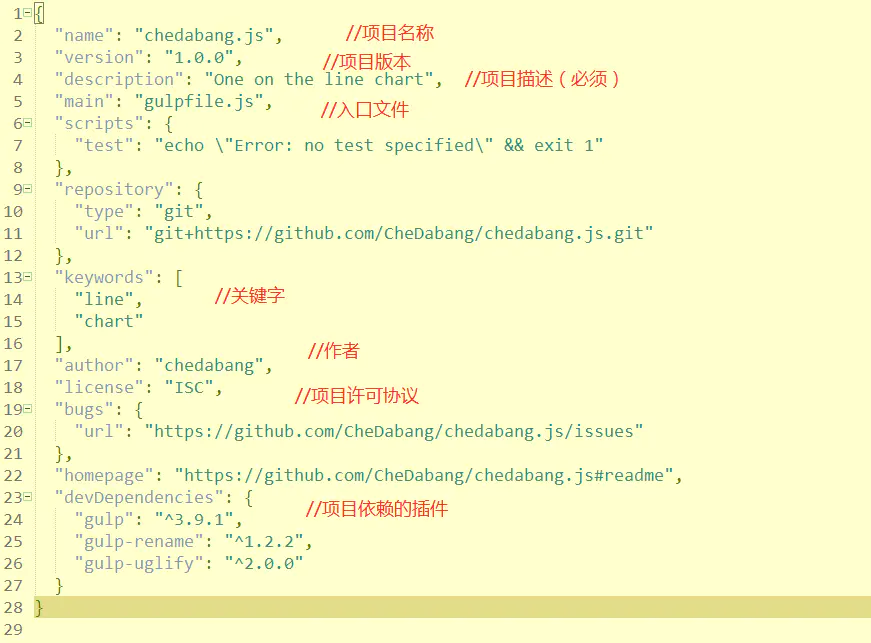 1 {
2 "name": "chedabang.js", //项目名称
3 "version": "1.0.0", //项目版本
4 "description": "One on the line chart", //项目描述（必须）
5 "main": "gulpfile.js", //入口文件
6 "scripts": {
7 "test": "echo \"Error: no test specified\" && exit 1"
8 },
9 "repository": {
10 "type": "git",
11 "url": "git+https://github.com/CheDabang/chedabang.js.git"
12 },
13 "keywords": [
14 "line", //关键字
15 "chart"
16 ],
17 "author": "chedabang", //作者
18 "license": "ISC", //项目许可协议
19 "bugs": {
20 "url": "https://github.com/CheDabang/chedabang.js/issues"
21 },
22 "homepage": "https://github.com/CheDabang/chedabang.js#readme",
23 "devDependencies": { //项目依赖的插件
24 "gulp": "^3.9.1",
25 "gulp-rename": "^1.2.2",
26 "gulp-uglify": "^2.0.0"
27 }
28 }
29